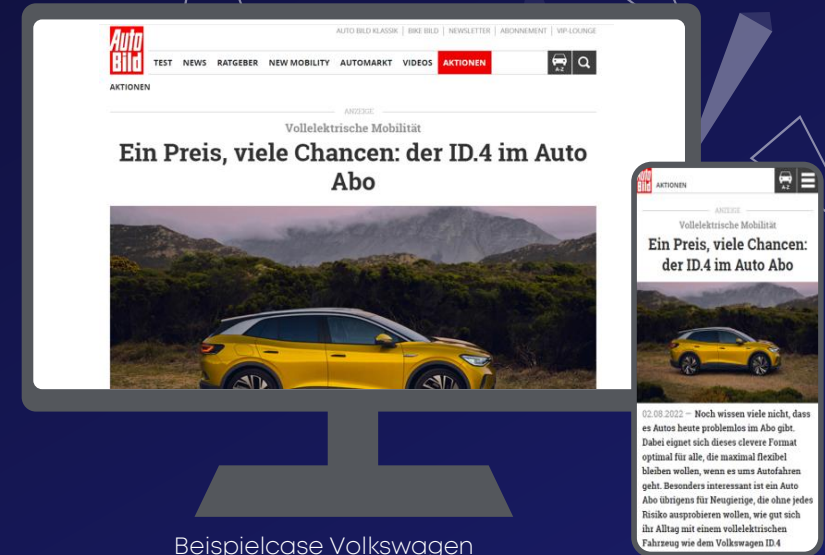 AUTO BILD KLASSIK | BIKE BILD | NEWSLETTER | ABONNEMENT | VIP-LOUNGE
Auto
Bild
TEST NEWS RATGEBER NEW MOBILITY AUTOMARKT VIDEOS AKTIONEN A-Z
AKTIONEN
ANZEIGE
Vollelektrische Mobilität
Ein Preis, viele Chancen: der ID.4 im Auto
Abo
Auto
Bild
AKTIONEN A-Z
ANZEIGE
Vollelektrische Mobilität
Ein Preis, viele Chancen:
der ID.4 im Auto Abo
02.08.2022 — Noch wissen viele nicht, dass
es Autos heute problemlos im Abo gibt.
Dabei eignet sich dieses clevere Format
optimal für alle, die maximal flexibel
bleiben wollen, wenn es ums Autofahren
geht. Besonders interessant ist ein Auto
Abo übrigens für Neugierige, die ohne jedes
Risiko ausprobieren wollen, wie gut sich
ihr Alltag mit einem vollelektrischen
Fahrzeug wie dem Volkswagen ID.4
Beispielcase Volkswagen